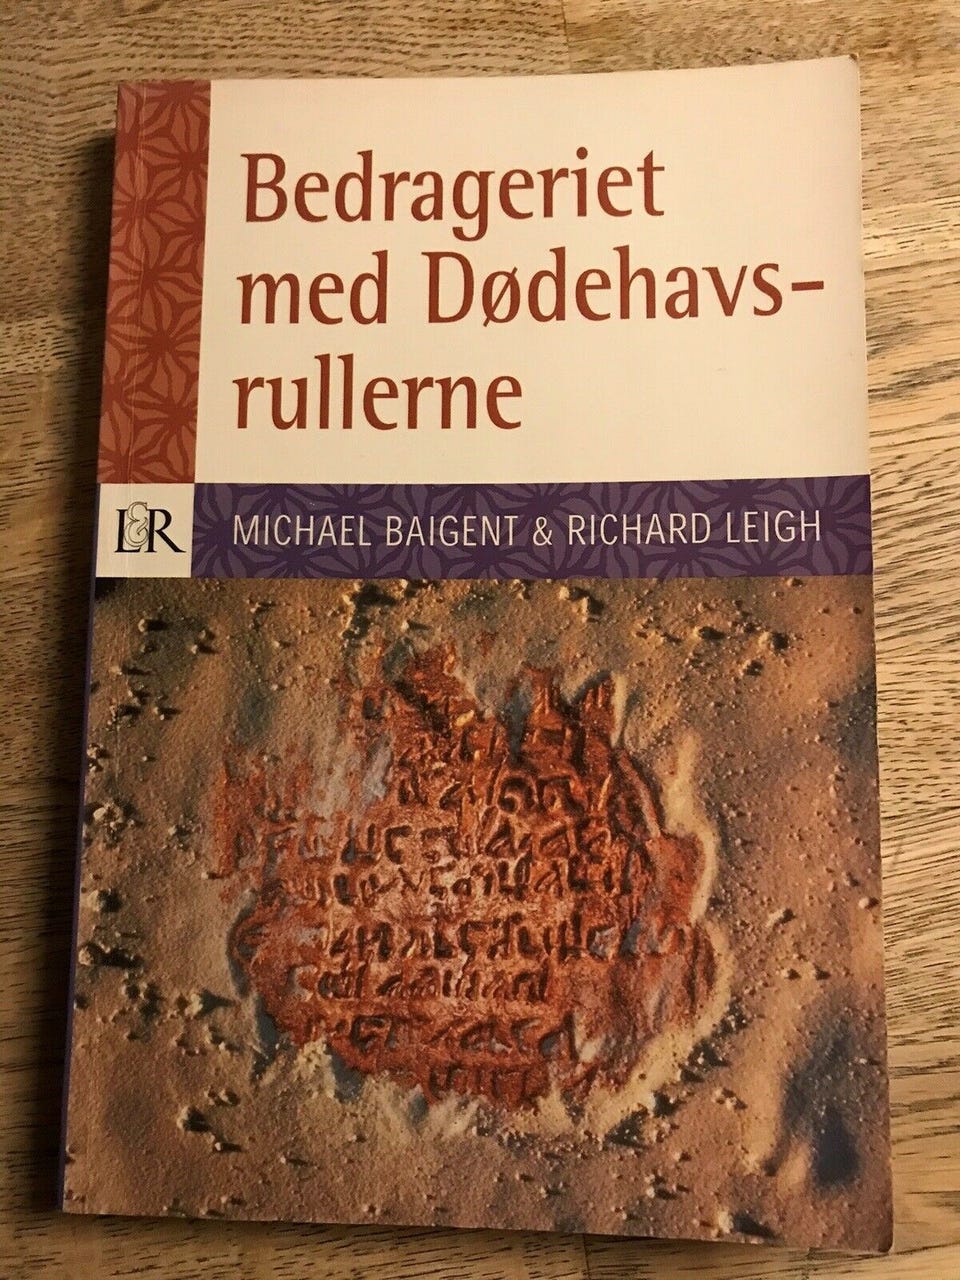 Bedrageriet
med Dødehavs-
rullerne
L&R
MICHAEL BAIGENT & RICHARD LEIGH